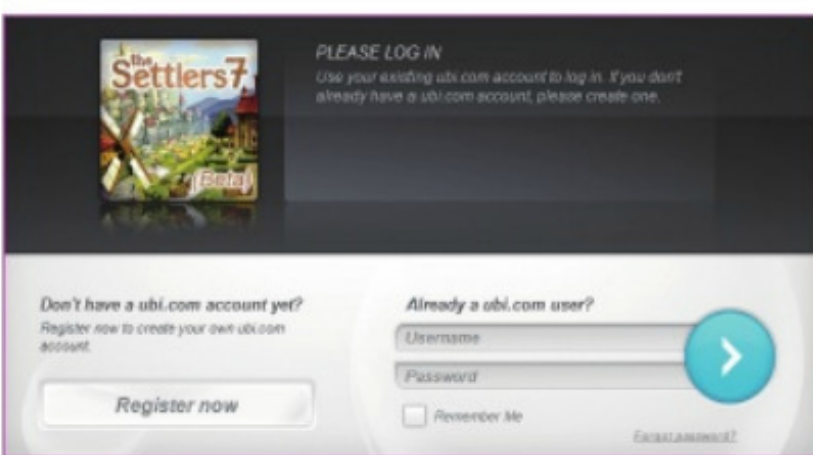 the
Settlers 7
(Beta)
PLEASE LOG IN
Use your existing ubi.com account to log in. If you don't
already have a ubi.com account, please create one.
Don't have a ubi.com account yet?
Register now to create your own ubi.com
account.
Register now
Already a ubi.com user?
Username
Password
Remember Me
Forgot password?